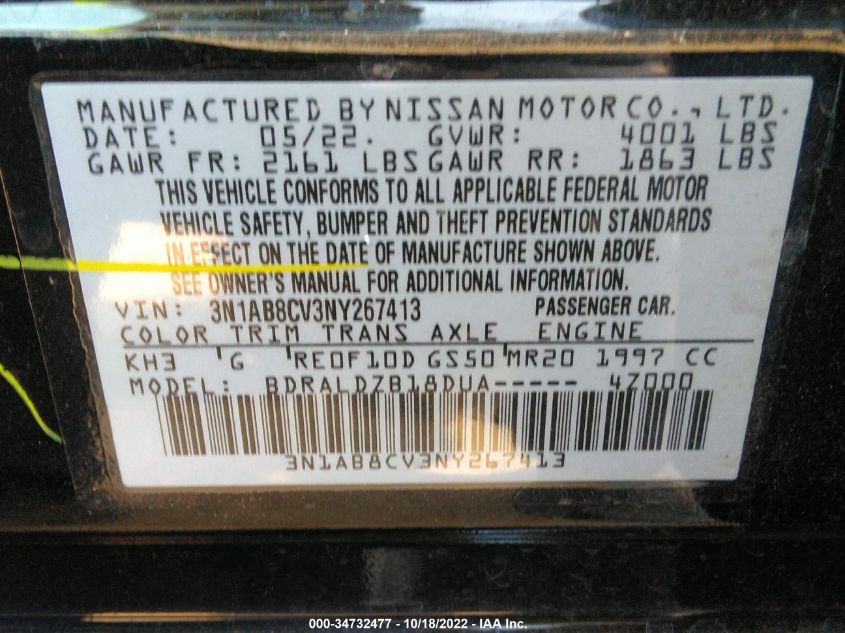 MANUFACTURED BY NISSAN MOTOR CO., LTD.
DATE: 05/22. GVWR: 4001 LBS
GAWR FR: 2161 LBS GAWR RR: 1863 LBS
THIS VEHICLE CONFORMS TO ALL APPLICABLE FEDERAL MOTOR
VEHICLE SAFETY, BUMPER AND THEFT PREVENTION STANDARDS
IN EFFECT ON THE DATE OF MANUFACTURE SHOWN ABOVE.
SEE OWNER'S MANUAL FOR ADDITIONAL INFORMATION.
VIN: 3N1AB8CV3NY267413 PASSENGER CAR.
COLOR TRIM TRANS AXLE ENGINE
KH3 'G 'RE0F10D GS50'MR20 1997 CC
MODEL: BDRALDZB18DUA----- 4Z000
3N1AB8CV3NY267413
000-34732477 - 10/18/2022 - IAA Inc.